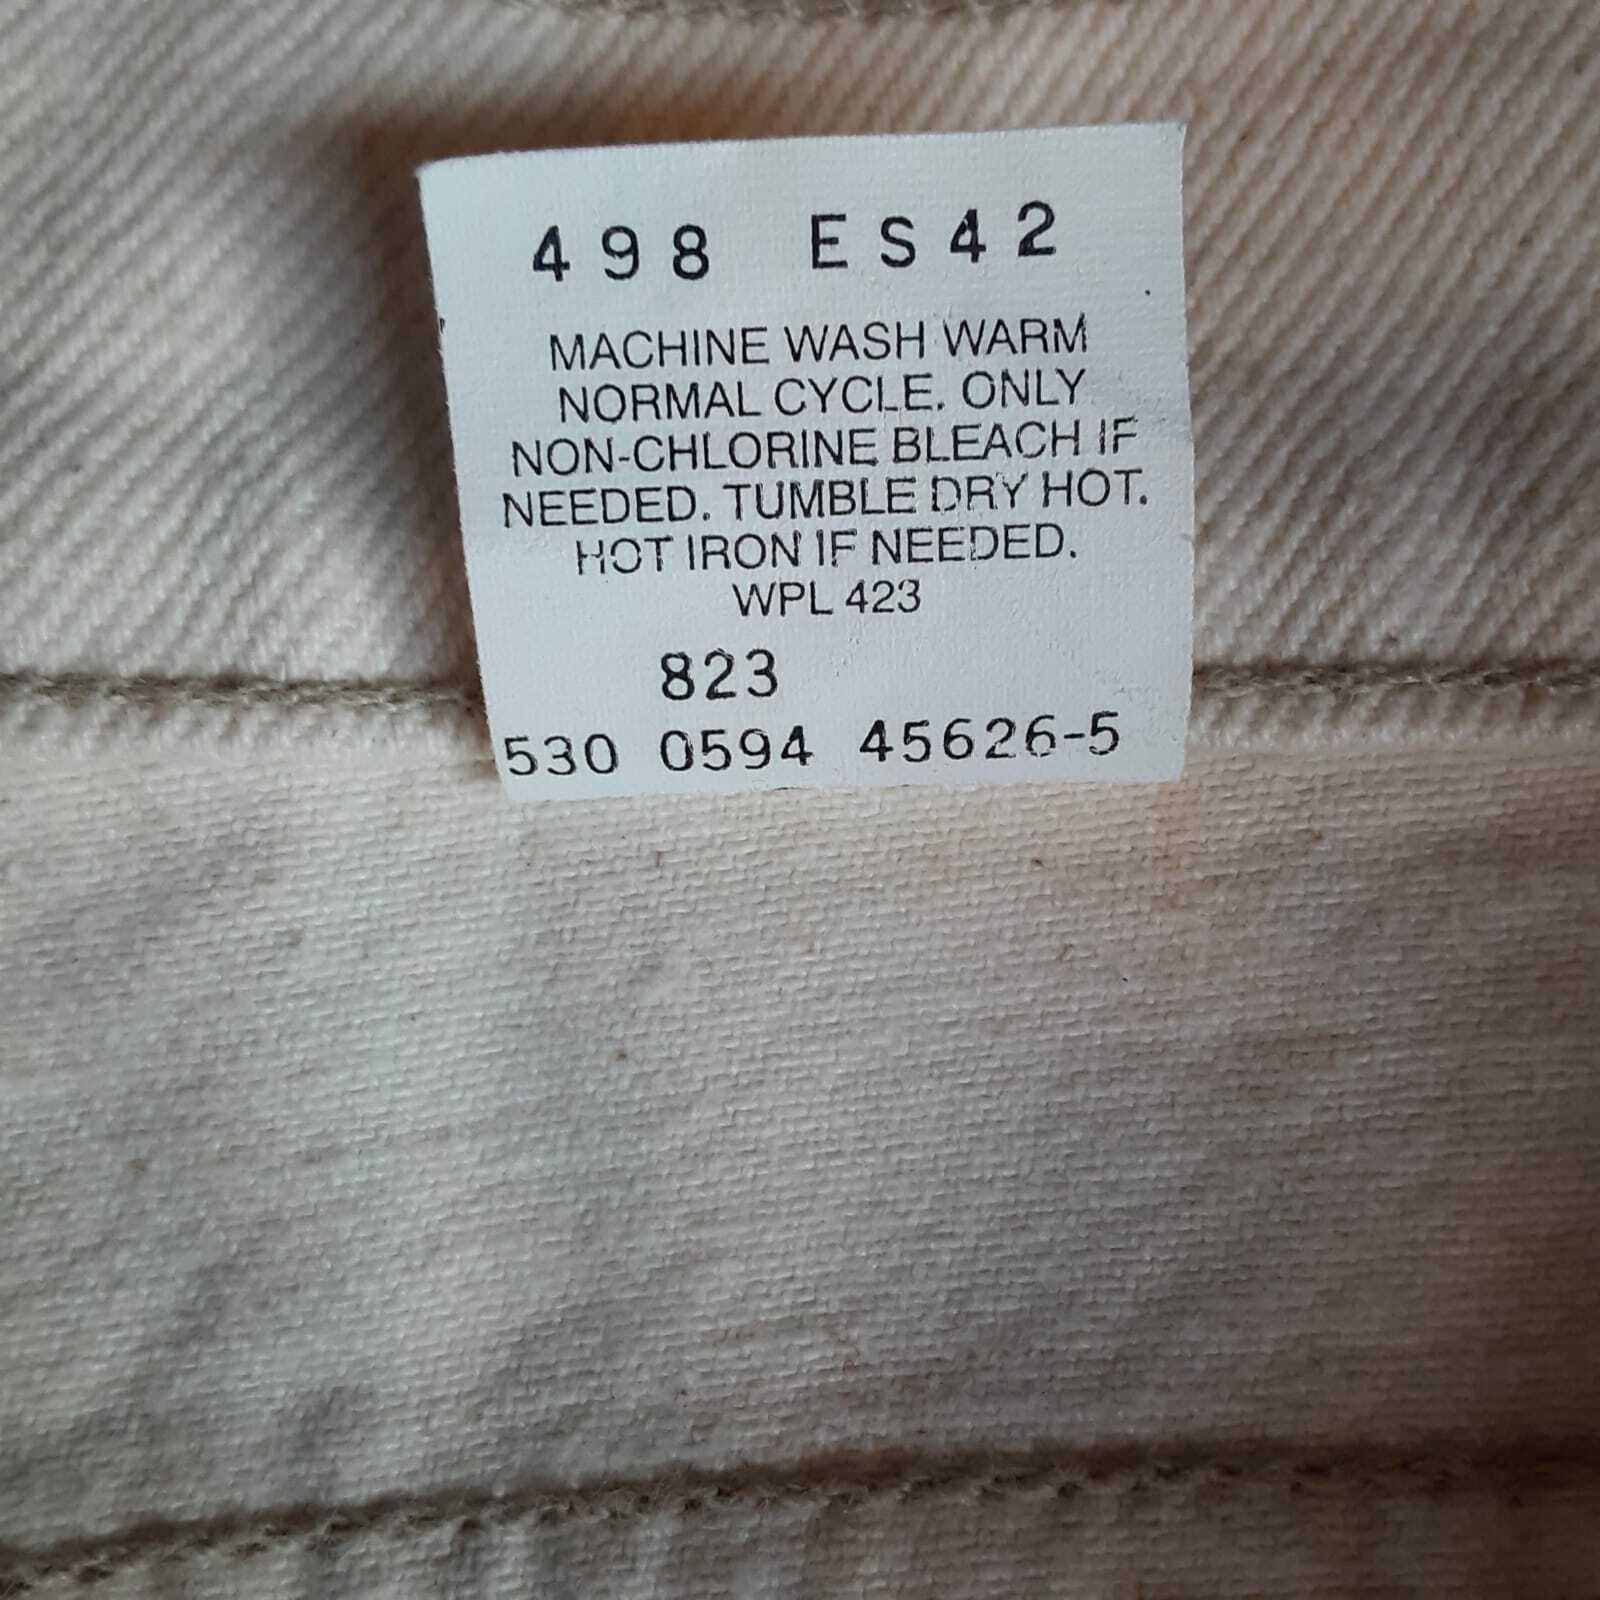 498 ES42
MACHINE WASH WARM
NORMAL CYCLE. ONLY
NON-CHLORINE BLEACH IF
NEEDED. TUMBLE DRY HOT.
HOT IRON IF NEEDED.
WPL 423
823
530 0594 45626-5